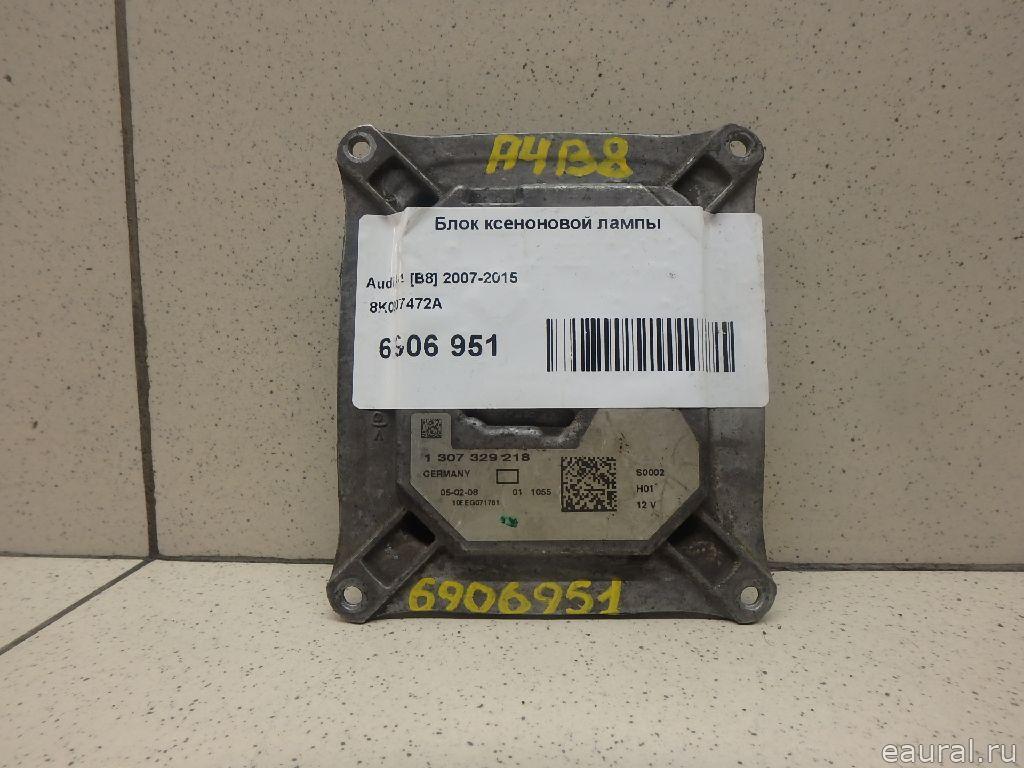 A4B8
Блок ксеноновой лампы
[B8] 2007-2015
6906 951
1 307 329 218
GERMANY
05-02-08 01 1055
S0002
H01
12 V
6906951
eaural.ru